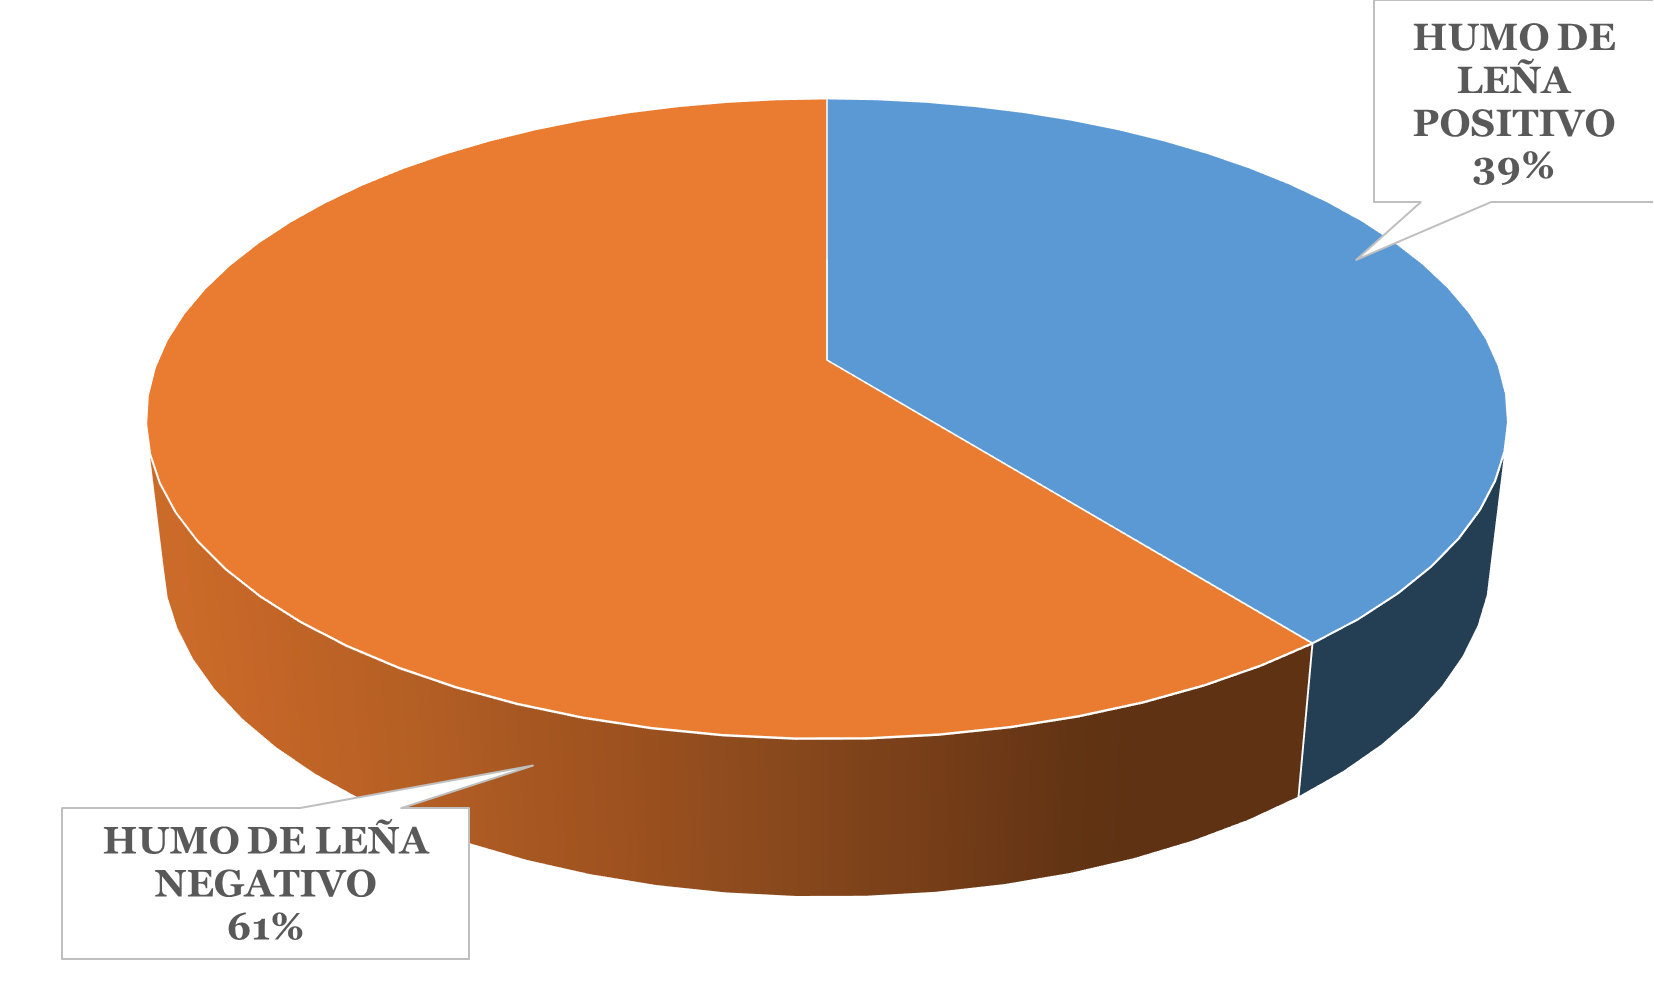 HUMO DE
LEÑA
POSITIVO
39%
HUMO DE LEÑA
NEGATIVO
61%